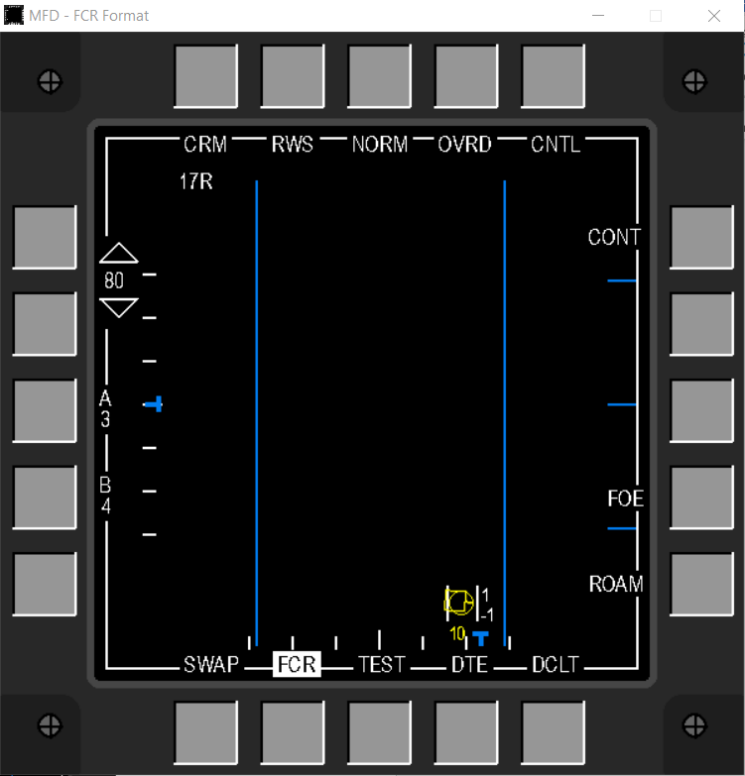 MFD - FCR Format
CRM RWS NORM OVRD CNTL
17R
CONT
80
A
3
B
4
FOE
ROAM
1
-1
10
SWAP FCR TEST DTE DCLT